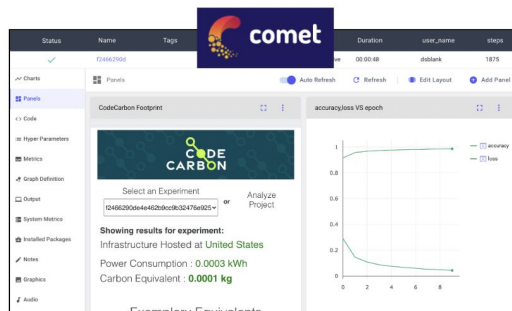 comet
Status Name Tags Duration user_name steps
f2466290d ve 00:00:48 dsblank 1875
Charts
Panels
Code
Hyper Parameters
Metrics
Graph Definition
Output
System Metrics
Installed Packages
Notes
Graphics
Audio
Panels Auto Refresh Refresh Edit Layout Add Panel
CodeCarbon Footprint
CODE
CARBON
Select an Experiment or Analyze
Project
f2466290de4e462b9cc9b32476e925
Showing results for experiment:
Infrastructure Hosted at United States
Power Consumption : 0.0003 kWh
Carbon Equivalent : 0.0001 kg
Exemplary Equivalents
accuracy,loss VS epoch
accuracy
loss
1
0.8
0.6
0.4
0.2
0
0 2 4 6 8